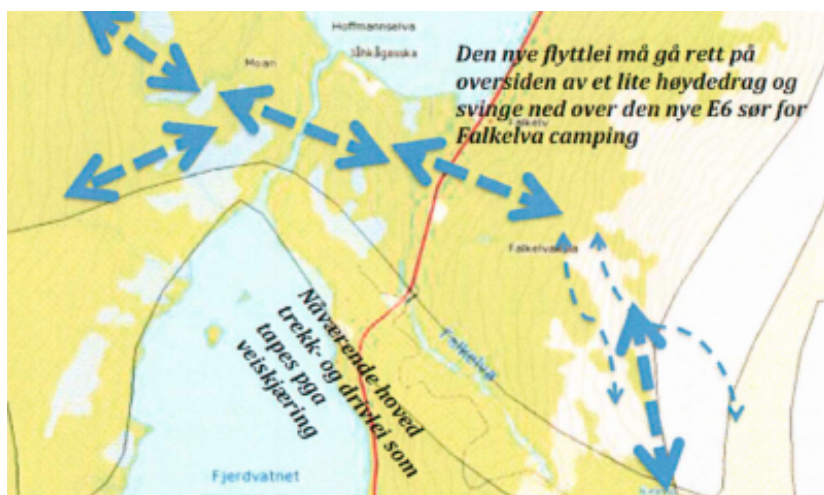 Hoffmannselva
Jåhkågasska
Moan
Den nye flyttlei må gå rett på
oversiden av et lite høydedrag og
svinge ned over den nye E6 sør for
Falkelva camping
Falkelv
Nåværende hoved
trekk- og drivlei som
tapes pga
veiskjæring
Falkelva
Fjerdvatnet